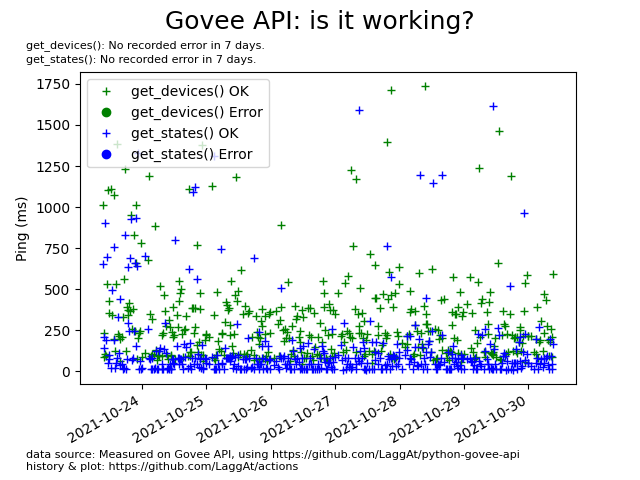 Govee API: is it working?
get_devices(): No recorded error in 7 days.
get_states(): No recorded error in 7 days.
get_devices() OK
get_devices() Error
get_states() OK
get_states() Error
Ping (ms)
1750
1500
1250
1000
750
500
250
0
2021-10-24
2021-10-25
2021-10-26
2021-10-27
2021-10-28
2021-10-29
2021-10-30
data source: Measured on Govee API, using https://github.com/LaggAt/python-govee-api
history & plot: https://github.com/LaggAt/actions